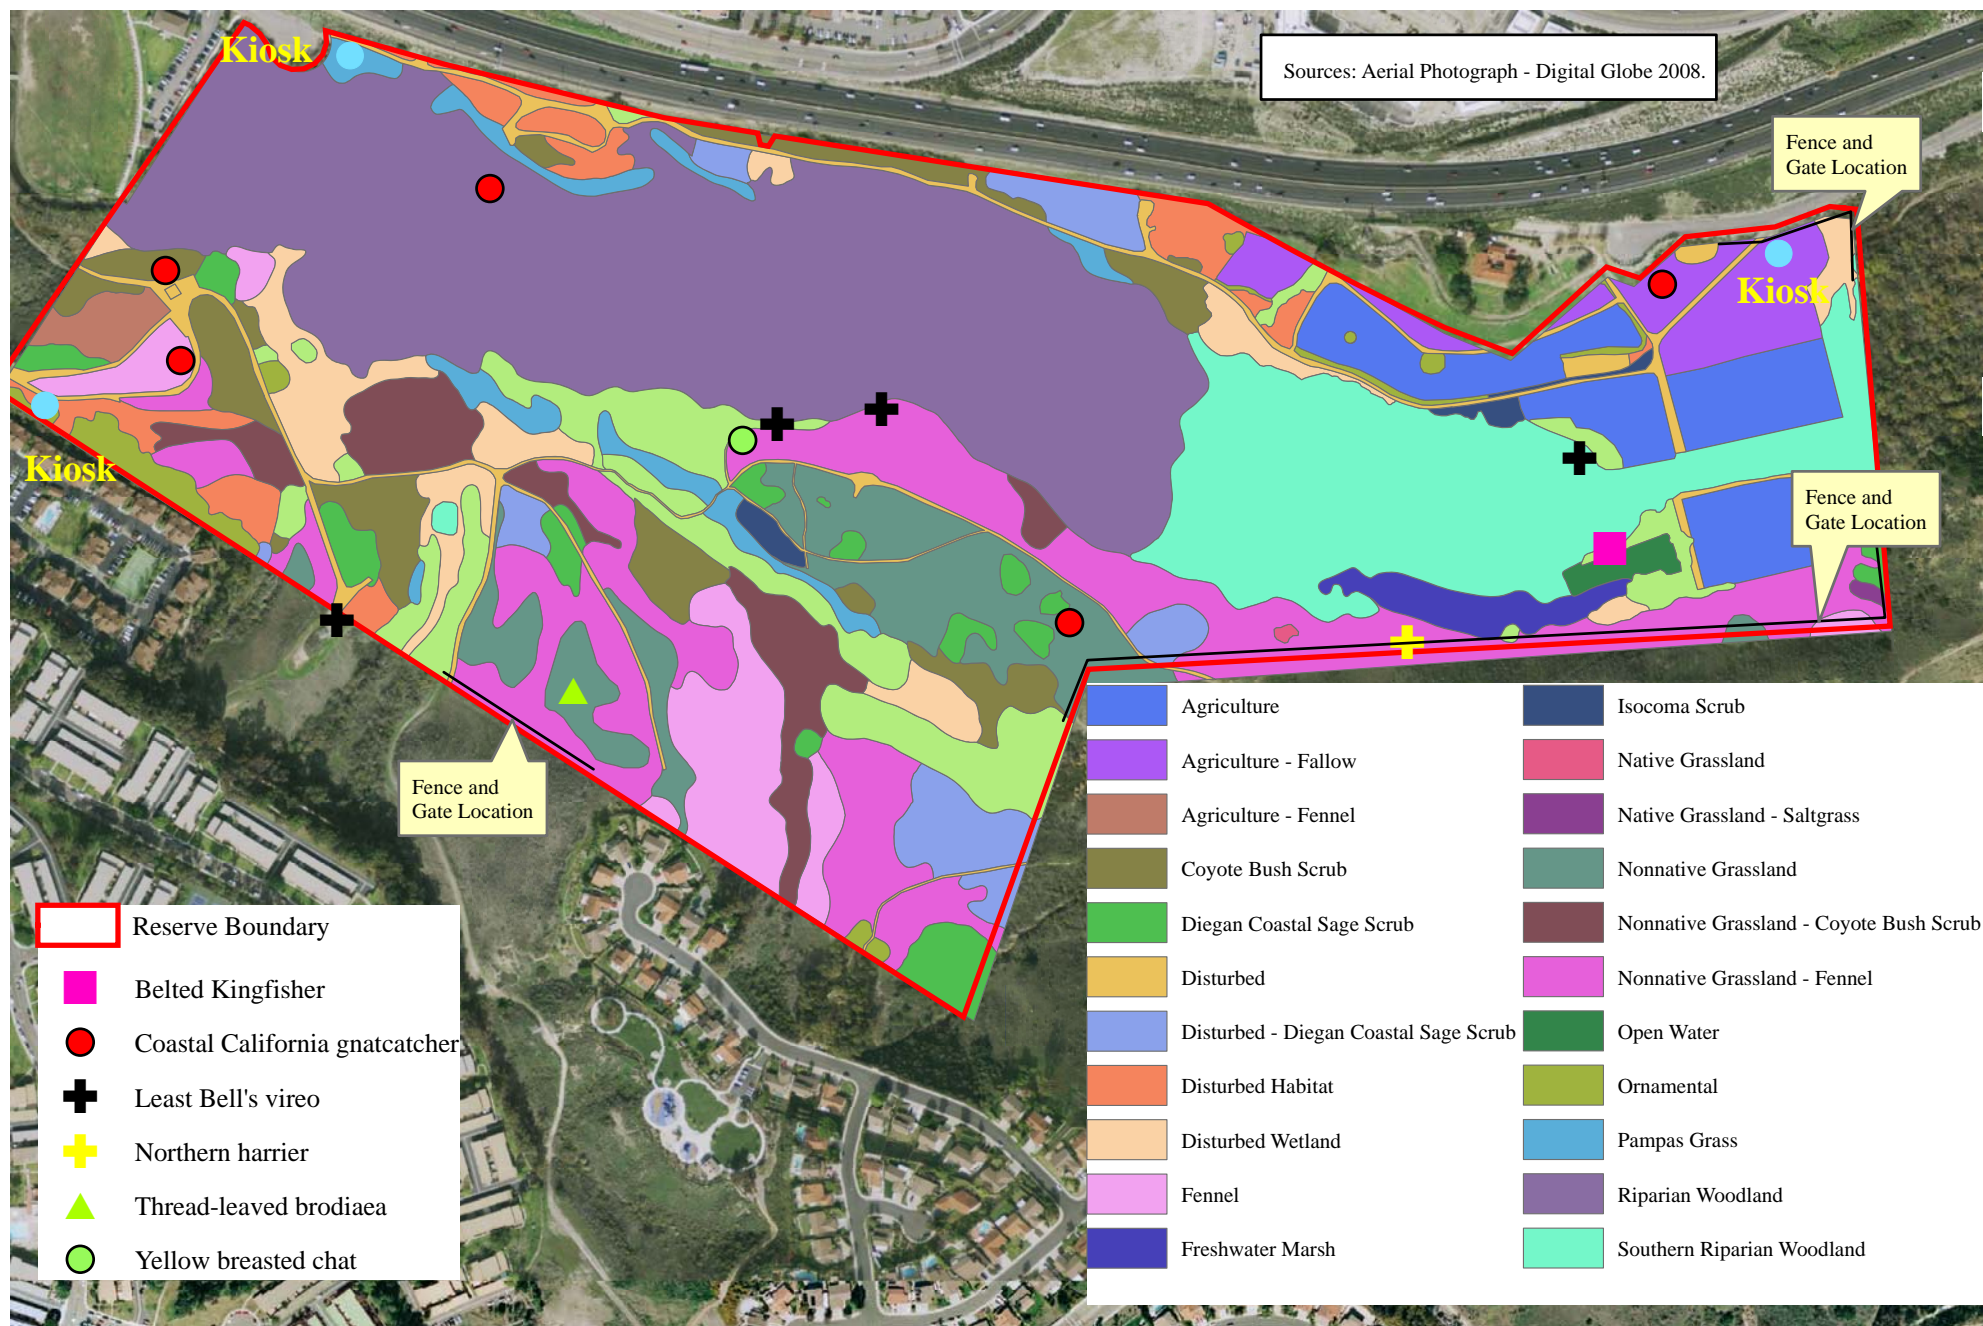 Kiosk
Sources: Aerial Photograph - Digital Globe 2008.
Fence and
Gate Location
Kiosk
Kiosk
Fence and
Gate Location
Fence and
Gate Location
Reserve Boundary
Belted Kingfisher
Coastal California gnatcatcher
Least Bell's vireo
Northern harrier
Thread-leaved brodiaea
Yellow breasted chat
Agriculture
Agriculture - Fallow
Agriculture - Fennel
Coyote Bush Scrub
Diegan Coastal Sage Scrub
Disturbed
Disturbed - Diegan Coastal Sage Scrub
Disturbed Habitat
Disturbed Wetland
Fennel
Freshwater Marsh
Isocoma Scrub
Native Grassland
Native Grassland - Saltgrass
Nonnative Grassland
Nonnative Grassland - Coyote Bush Scrub
Nonnative Grassland - Fennel
Open Water
Ornamental
Pampas Grass
Riparian Woodland
Southern Riparian Woodland